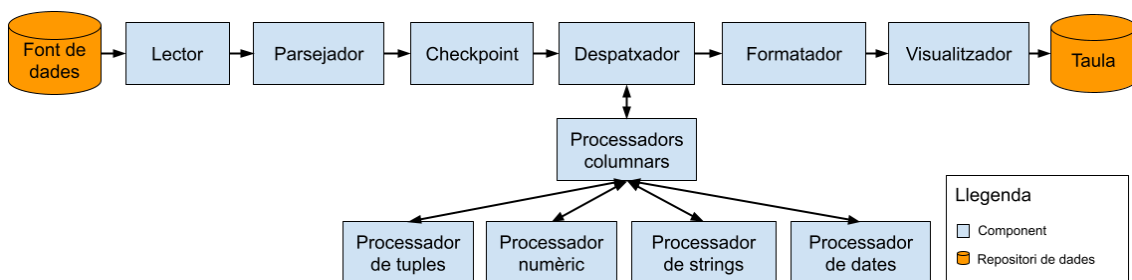 Font de
dades
Lector
Parsejador
Checkpoint
Despatxador
Formatador
Visualitzador
Taula
Processadors
columnars
Processador
de tuples
Processador
numèric
Processador
de strings
Processador
de dates
Llegenda
Component
Repositori de dades